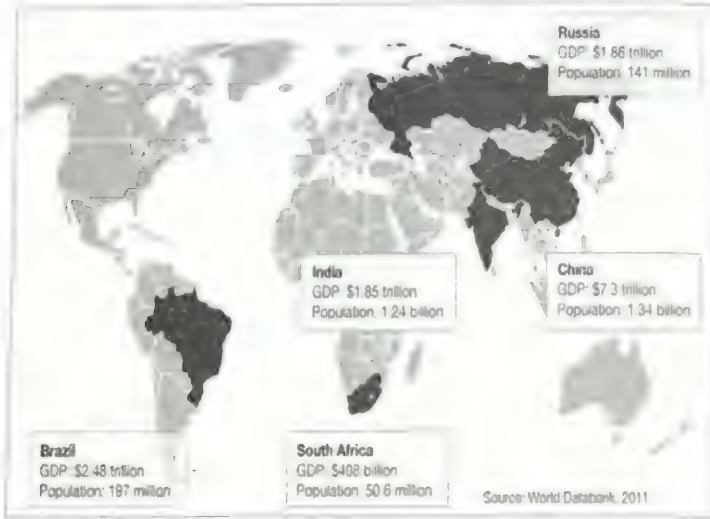 Russia
GDP: $1.86 trillion
Population: 141 million
India
GDP: $1.85 trillion
Population: 1.24 billion
China
GDP: $7.3 trillion
Population: 1.34 billion
Brazil
GDP: $2.48 trillion
Population: 197 million
South Africa
GDP: $408 billion
Population: 50.6 million
Source: World Databank, 2011